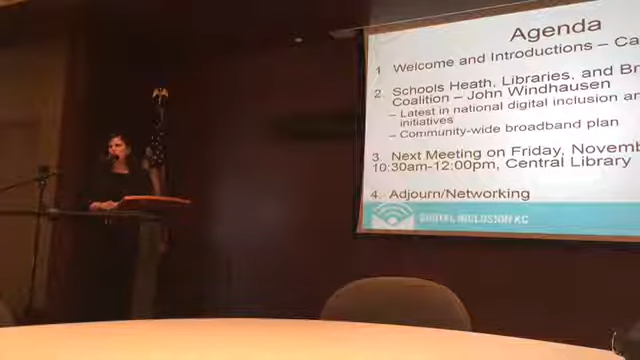 Agenda
1 Welcome and Introductions – Ca
2. Schools Heath, Libraries, and Br
Coalition – John Windhausen
– Latest in national digital inclusion an
initiatives
– Community-wide broadband plan
3. Next Meeting on Friday, Novemb
10:30am-12:00pm, Central Library
4. Adjourn/Networking
DIGITAL INCLUSION KC